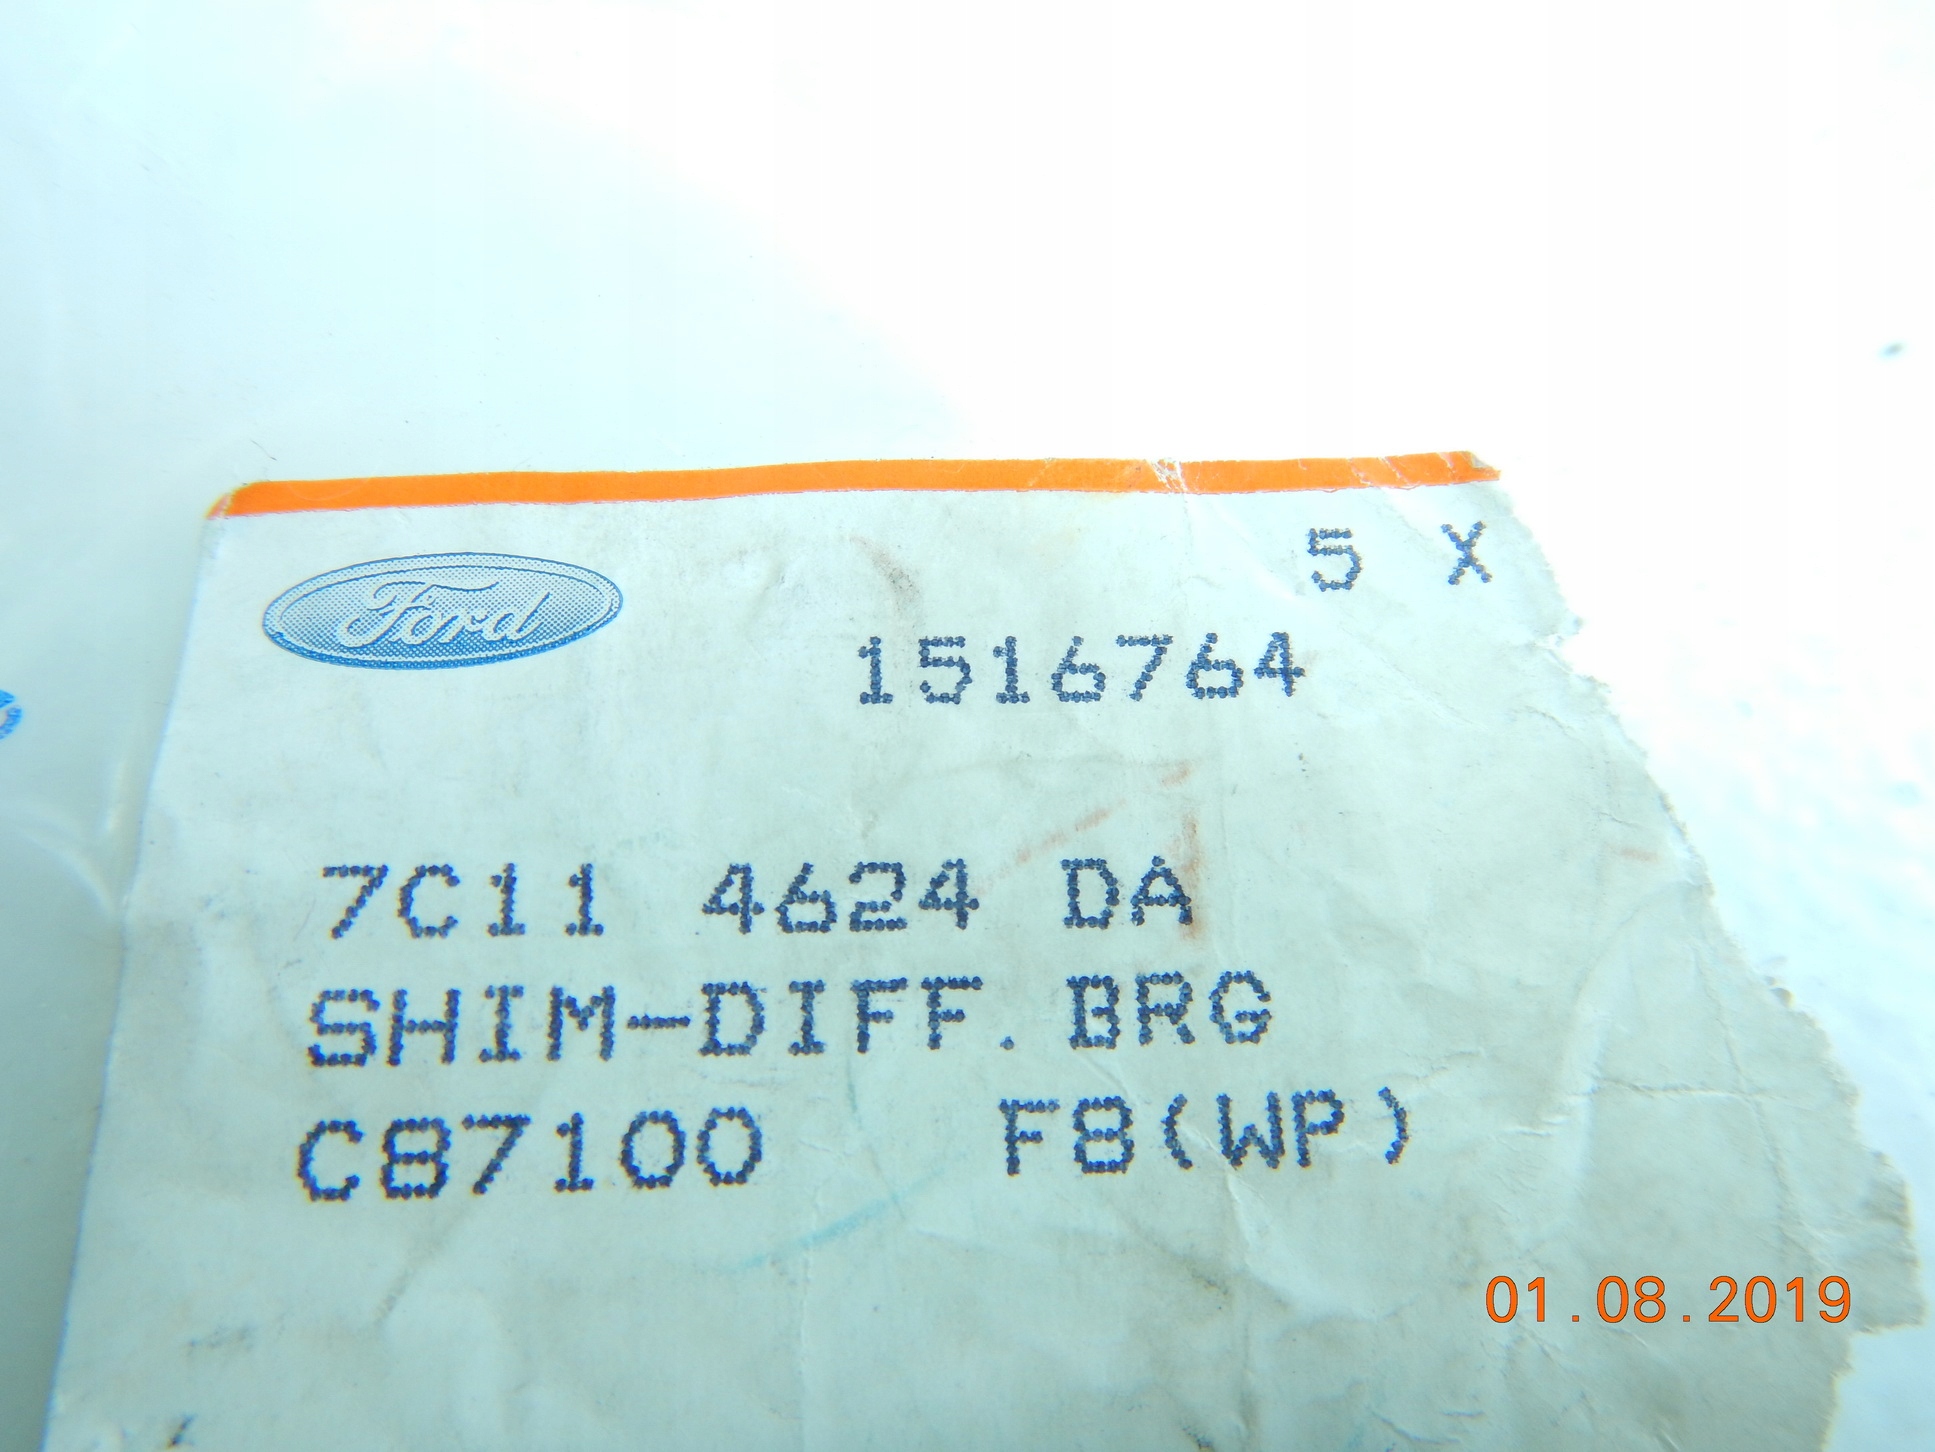 5 X
Ford
1516764
7C11 4624 DA
SHIM-DIFF.BRG
C87100 F8(WP)
01.08.2019